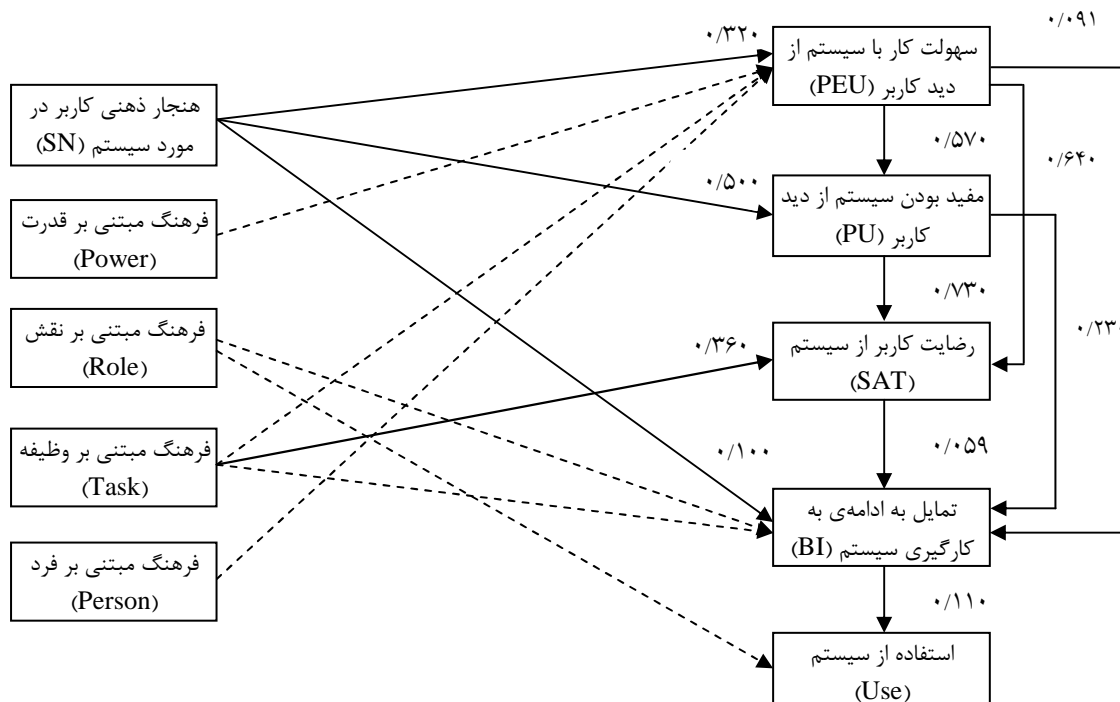 ۰/۰۹۱
۰/۳۲۰
سهولت کار با سیستم از
دید کاربر (PEU)
هنجار ذهنی کاربر در
مورد سیستم (SN)
۰/۵۷۰
۰/۶۴۰
۰/۵۰۰
مفید بودن سیستم از دید
کاربر (PU)
فرهنگ مبتنی بر قدرت
(Power)
۰/۷۳۰
۰/۲۳۰
فرهنگ مبتنی بر نقش
(Role)
۰/۳۶۰
رضایت کاربر از سیستم
(SAT)
فرهنگ مبتنی بر وظیفه
(Task)
۰/۱۰۰
۰/۰۵۹
تمایل به ادامه‌ی به
کارگیری سیستم (BI)
فرهنگ مبتنی بر فرد
(Person)
۰/۱۱۰
استفاده از سیستم
(Use)